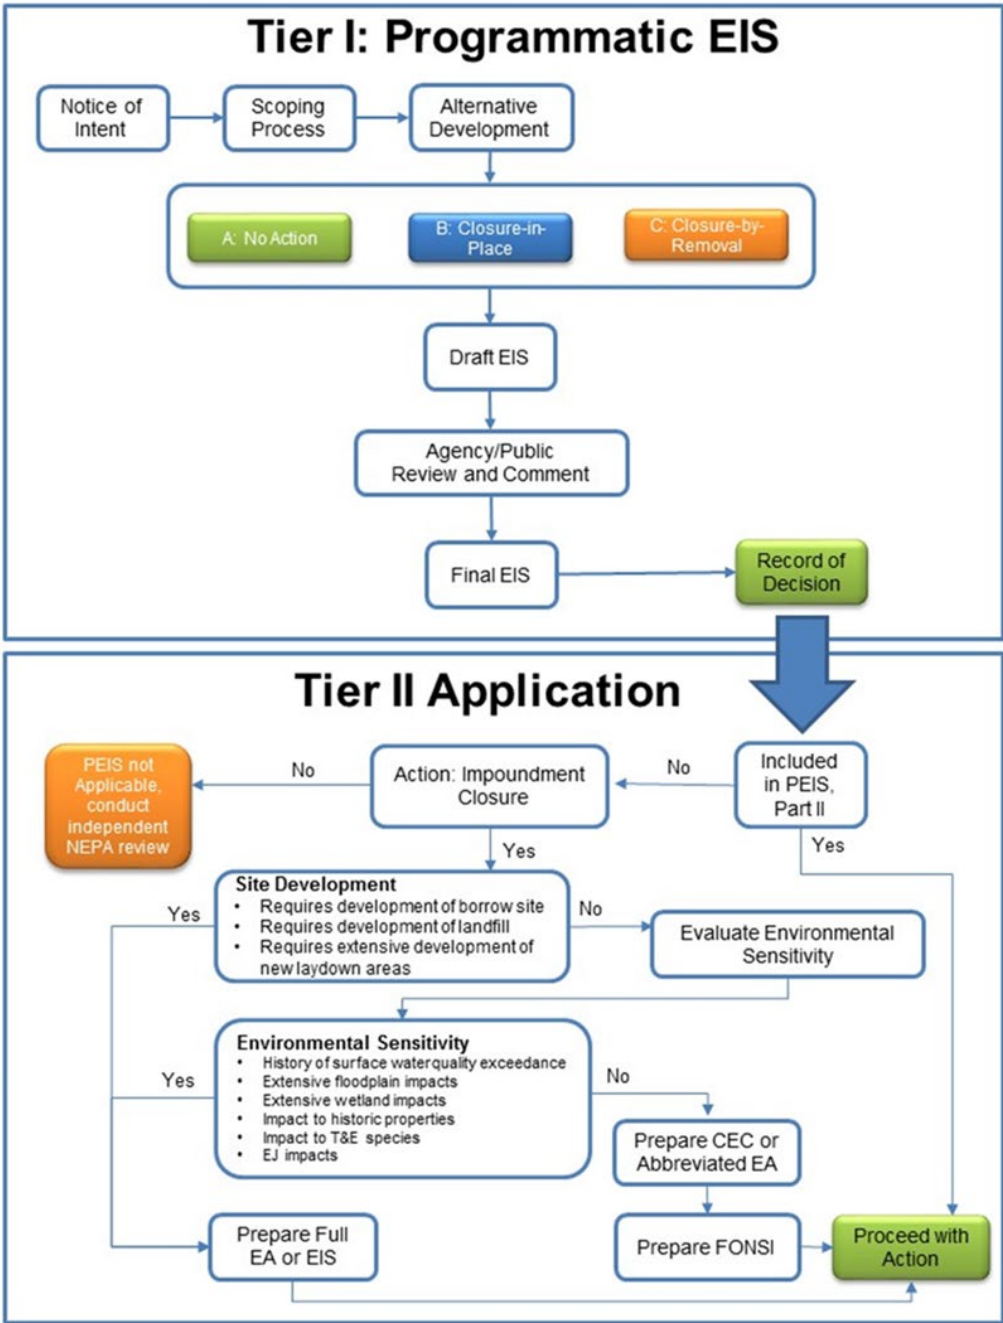 Tier I: Programmatic EIS
Notice of
Intent
Scoping
Process
Alternative
Development
A: No Action
B: Closure-in-
Place
C: Closure-by-
Removal
Draft EIS
Agency/Public
Review and Comment
Final EIS
Record of
Decision
Tier II Application
PEIS not
Applicable,
conduct
independent
NEPA review
No
Action: Impoundment
Closure
No
Included
in PEIS,
Part II
Yes
Yes
Site Development
• Requires development of borrow site
• Requires development of landfill
• Requires extensive development of
new laydown areas
Yes
No
Evaluate Environmental
Sensitivity
Environmental Sensitivity
• History of surface water quality exceedance
• Extensive floodplain impacts
• Extensive wetland impacts
• Impact to historic properties
• Impact to T&E species
• EJ impacts
Yes
No
Prepare CEC or
Abbreviated EA
Prepare Full
EA or EIS
Prepare FONSI
Proceed with
Action